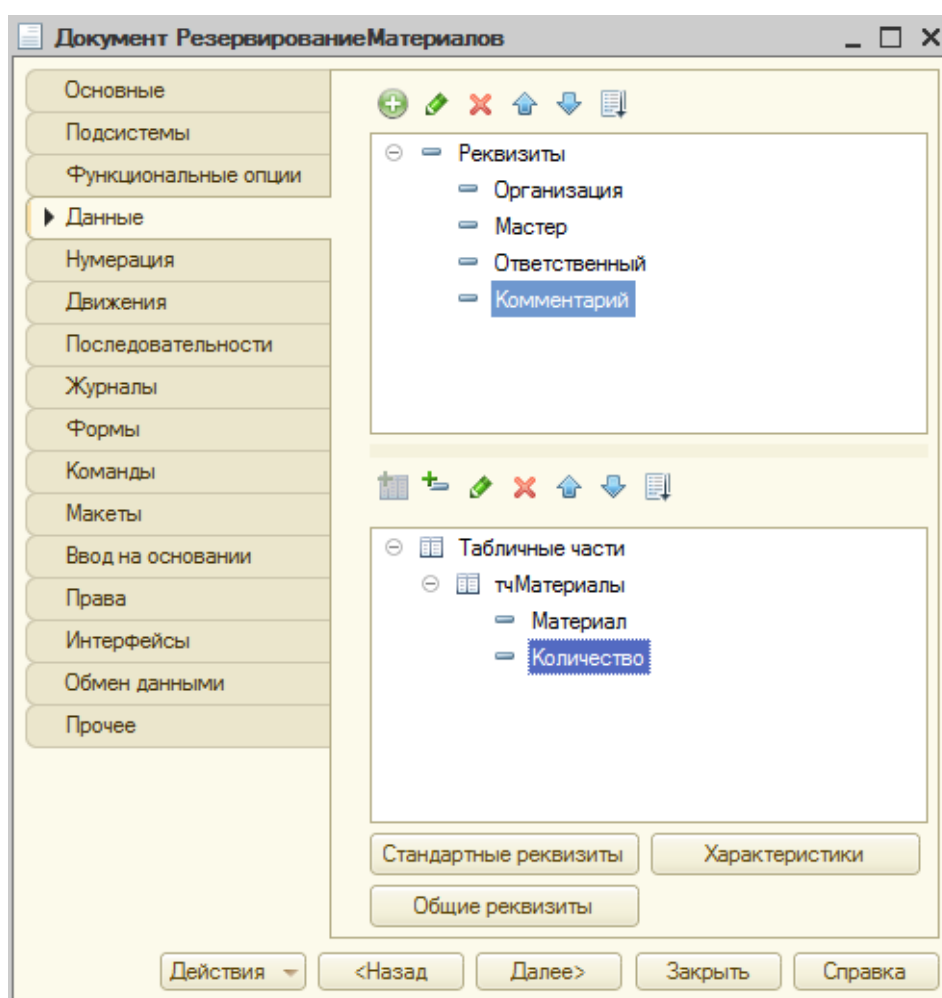 Документ РезервированиеМатериалов
Основные
Подсистемы
Функциональные опции
Данные
Нумерация
Движения
Последовательности
Журналы
Формы
Команды
Макеты
Ввод на основании
Права
Интерфейсы
Обмен данными
Прочее
Реквизиты
Организация
Мастер
Ответственный
Комментарий
Табличные части
тчМатериалы
Материал
Количество
Стандартные реквизиты Характеристики
Общие реквизиты
Действия <Назад Далее> Закрыть Справка